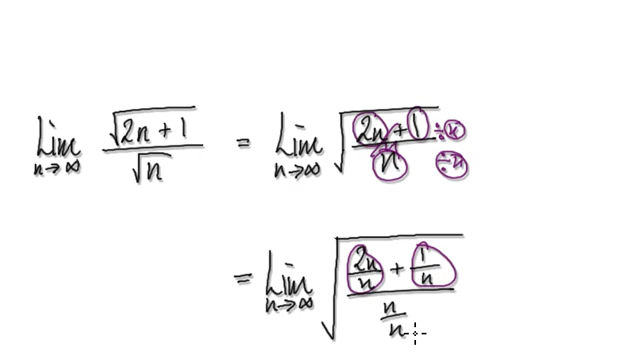 Lim n→∞ √(2n + 1) / √n = Lim n→∞ √((2n + 1) / n) ÷n ÷n
= Lim n→∞ √((2n/n + 1/n) / (n/n))